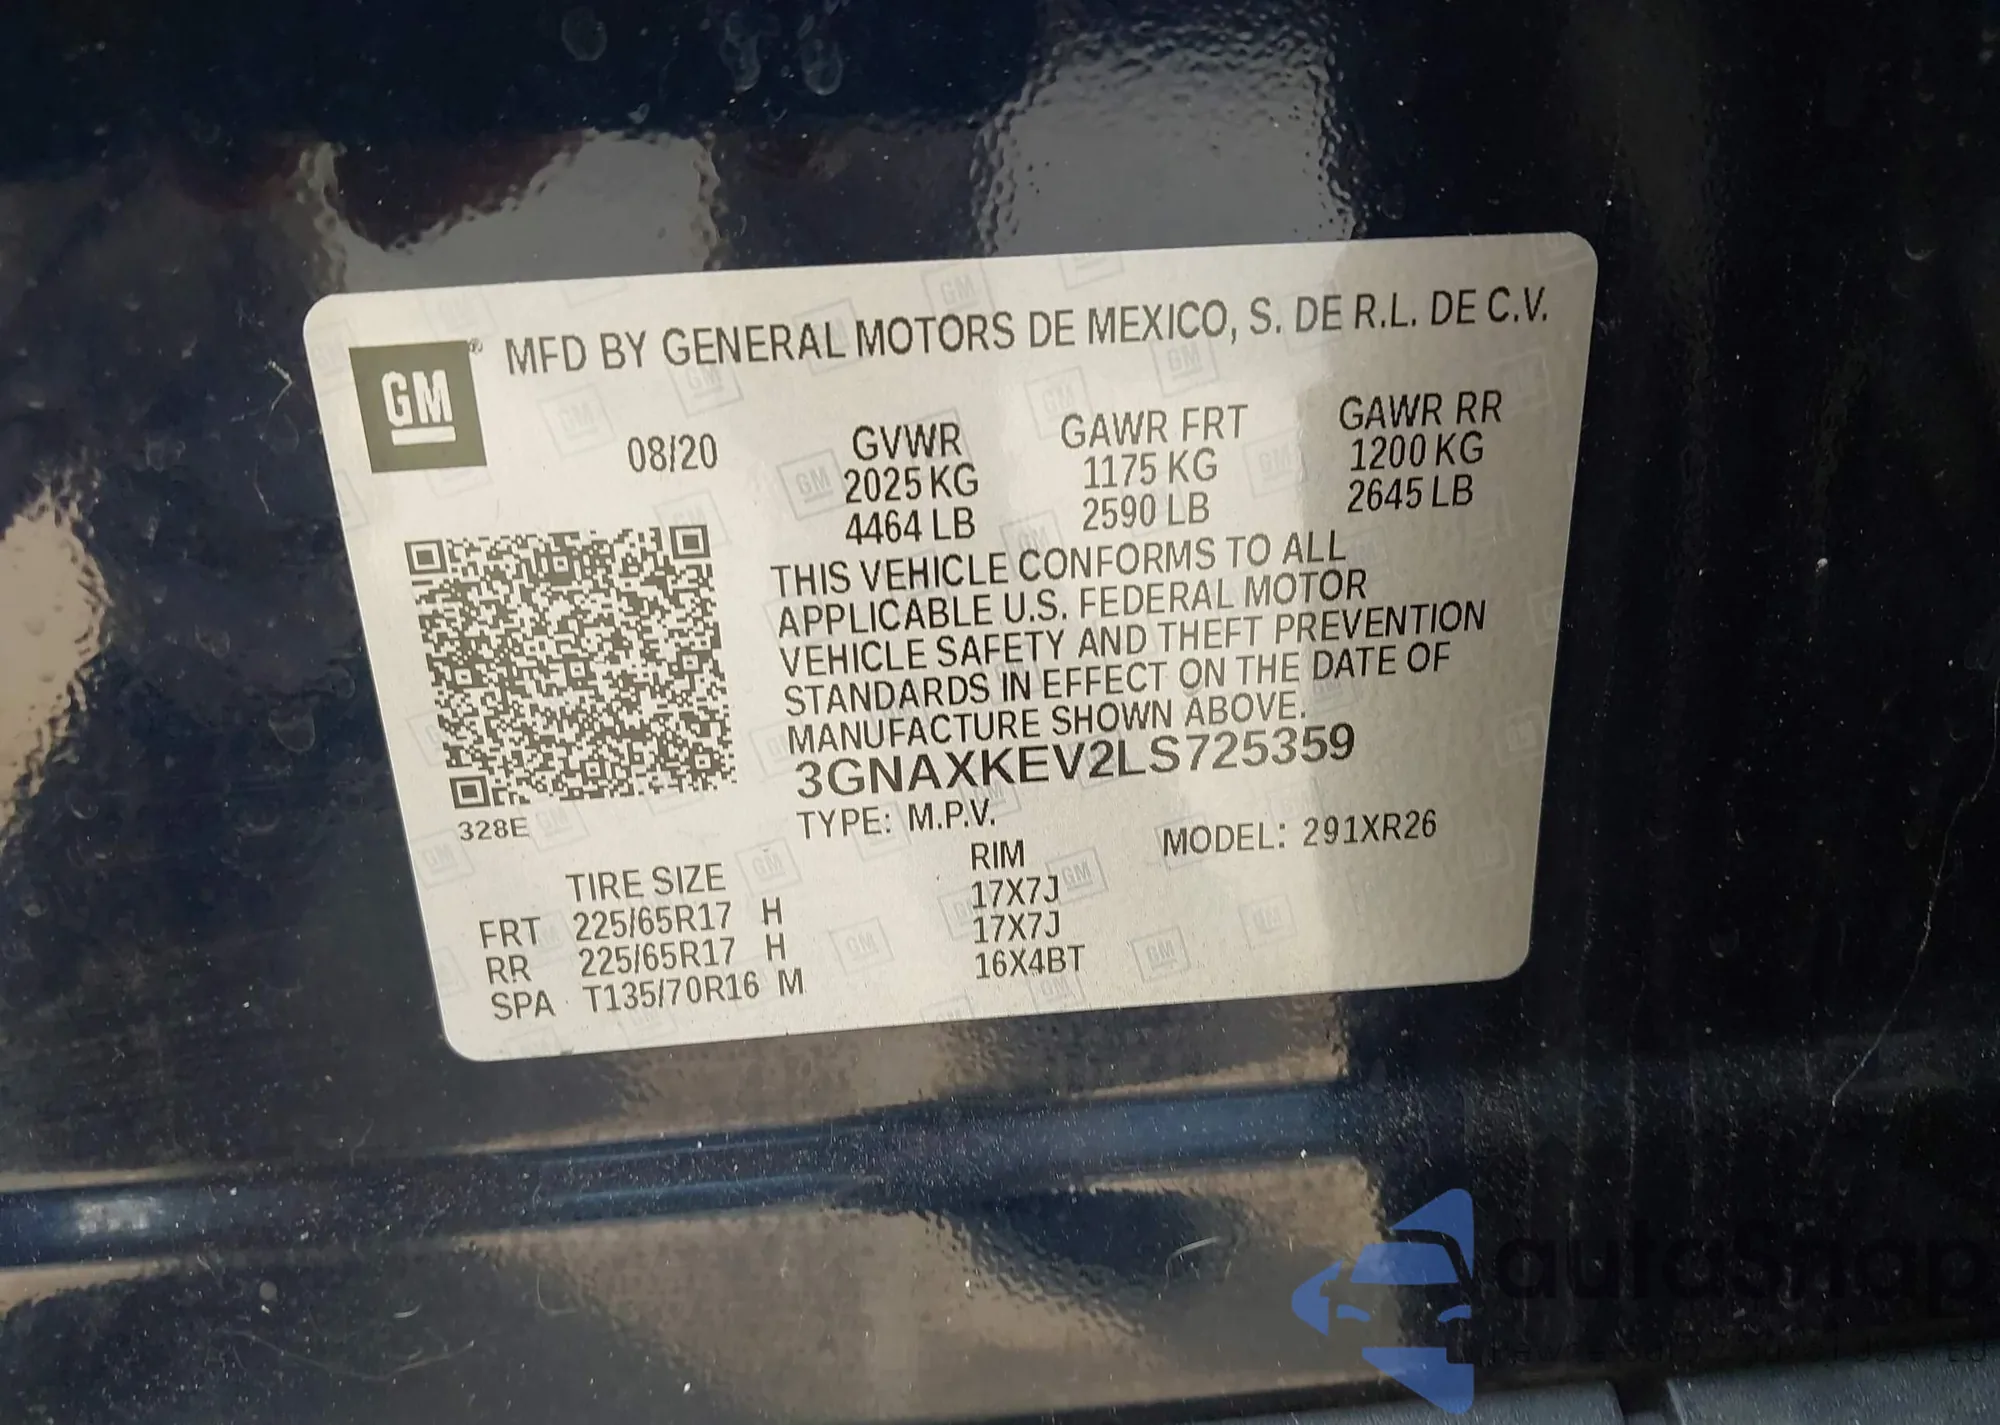 GM® MFD BY GENERAL MOTORS DE MEXICO, S. DE R.L. DE C.V.
08/20 GVWR GAWR FRT GAWR RR
2025 KG 1175 KG 1200 KG
4464 LB 2590 LB 2645 LB
THIS VEHICLE CONFORMS TO ALL
APPLICABLE U.S. FEDERAL MOTOR
VEHICLE SAFETY AND THEFT PREVENTION
STANDARDS IN EFFECT ON THE DATE OF
MANUFACTURE SHOWN ABOVE.
3GNAXKEV2LS725359
328E
TYPE: M.P.V. MODEL: 291XR26
TIRE SIZE RIM
FRT 225/65R17 H 17X7J
RR 225/65R17 H 17X7J
SPA T135/70R16 M 16X4BT
autosnap